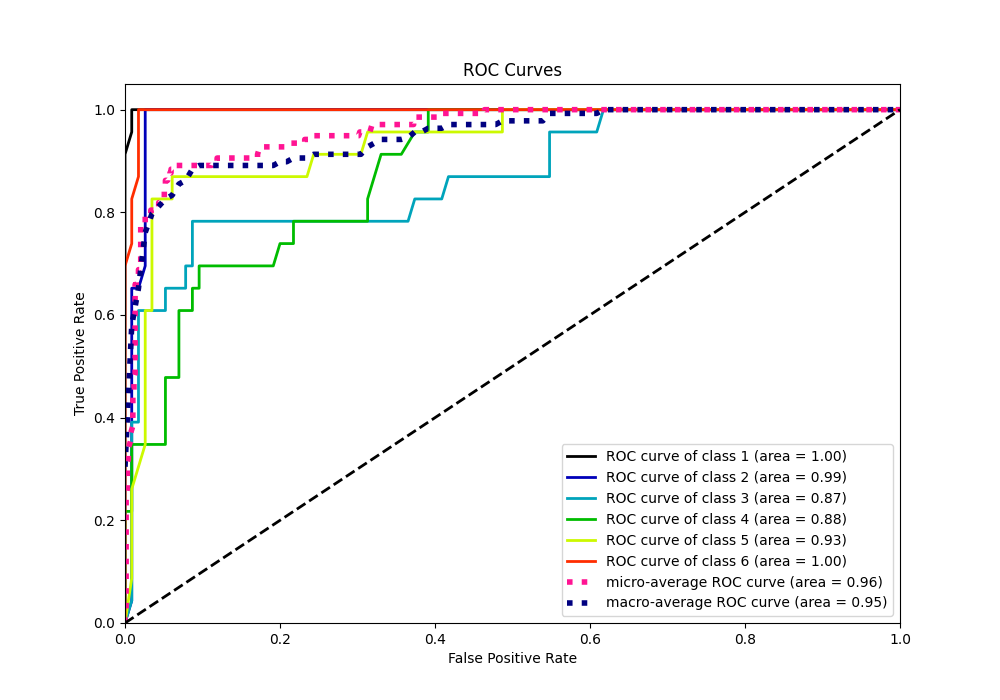 ROC Curves
True Positive Rate
1.0
0.8
0.6
0.4
0.2
0.0
0.0 0.2 0.4 0.6 0.8 1.0
False Positive Rate
ROC curve of class 1 (area = 1.00)
ROC curve of class 2 (area = 0.99)
ROC curve of class 3 (area = 0.87)
ROC curve of class 4 (area = 0.88)
ROC curve of class 5 (area = 0.93)
ROC curve of class 6 (area = 1.00)
micro-average ROC curve (area = 0.96)
macro-average ROC curve (area = 0.95)